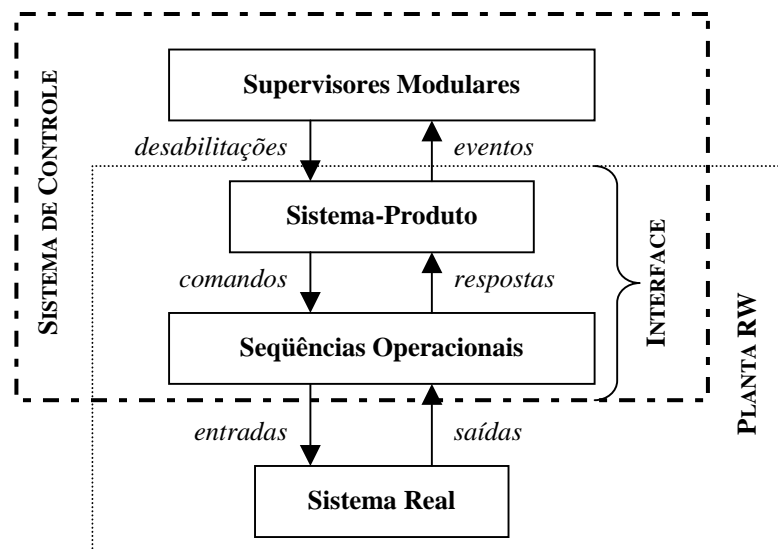 Supervisores Modulares
desabilitações
eventos
Sistema-Produto
comandos
respostas
Seqüências Operacionais
entradas
saídas
Sistema Real
SISTEMA DE CONTROLE
INTERFACE
PLANTA RW